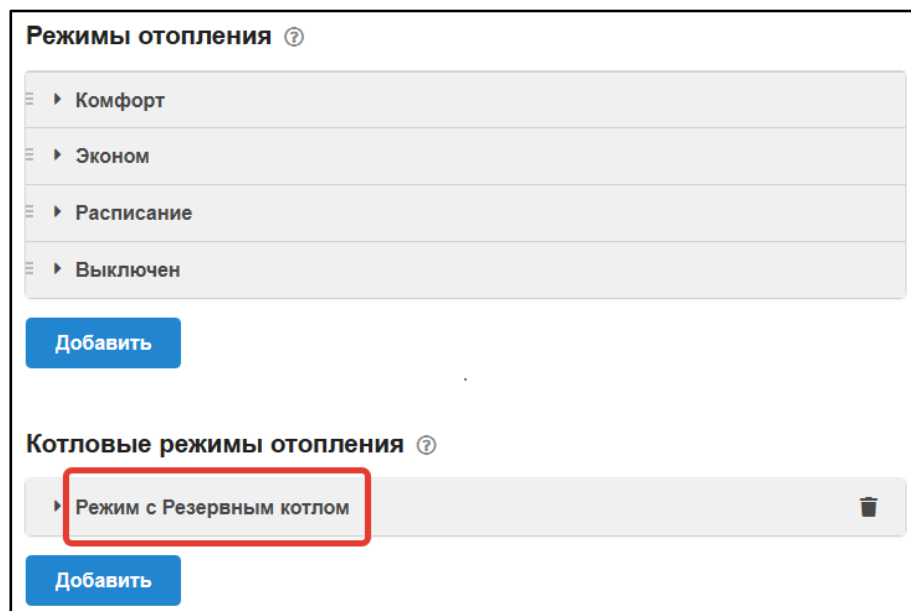 Режимы отопления ?
Комфорт
Эконом
Расписание
Выключен
Добавить
Котловые режимы отопления ?
Режим с Резервным котлом
Добавить